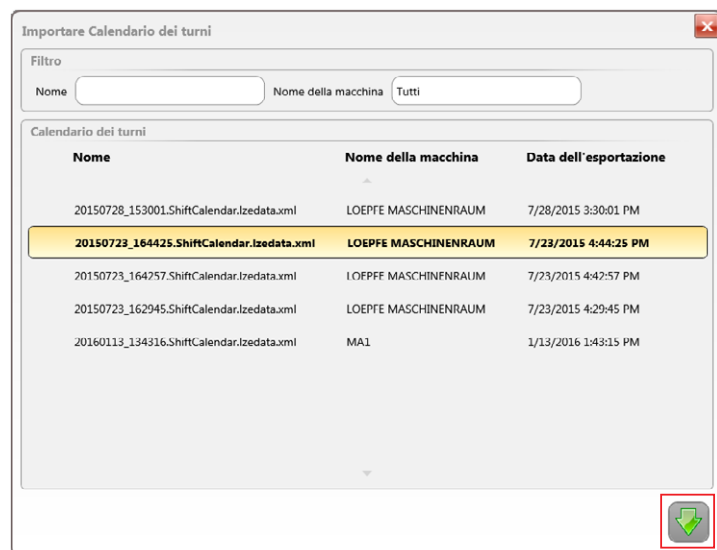 Importare Calendario dei turni
Filtro
Nome Nome della macchina Tutti
Calendario dei turni
Nome Nome della macchina Data dell'esportazione
20150728_153001.ShiftCalendar.lzedata.xml LOEPFE MASCHINENRAUM 7/28/2015 3:30:01 PM
20150723_164425.ShiftCalendar.lzedata.xml LOEPFE MASCHINENRAUM 7/23/2015 4:44:25 PM
20150723_164257.ShiftCalendar.lzedata.xml LOEPFE MASCHINENRAUM 7/23/2015 4:42:57 PM
20150723_162945.ShiftCalendar.lzedata.xml LOEPFE MASCHINENRAUM 7/23/2015 4:29:45 PM
20160113_134316.ShiftCalendar.lzedata.xml MA1 1/13/2016 1:43:15 PM